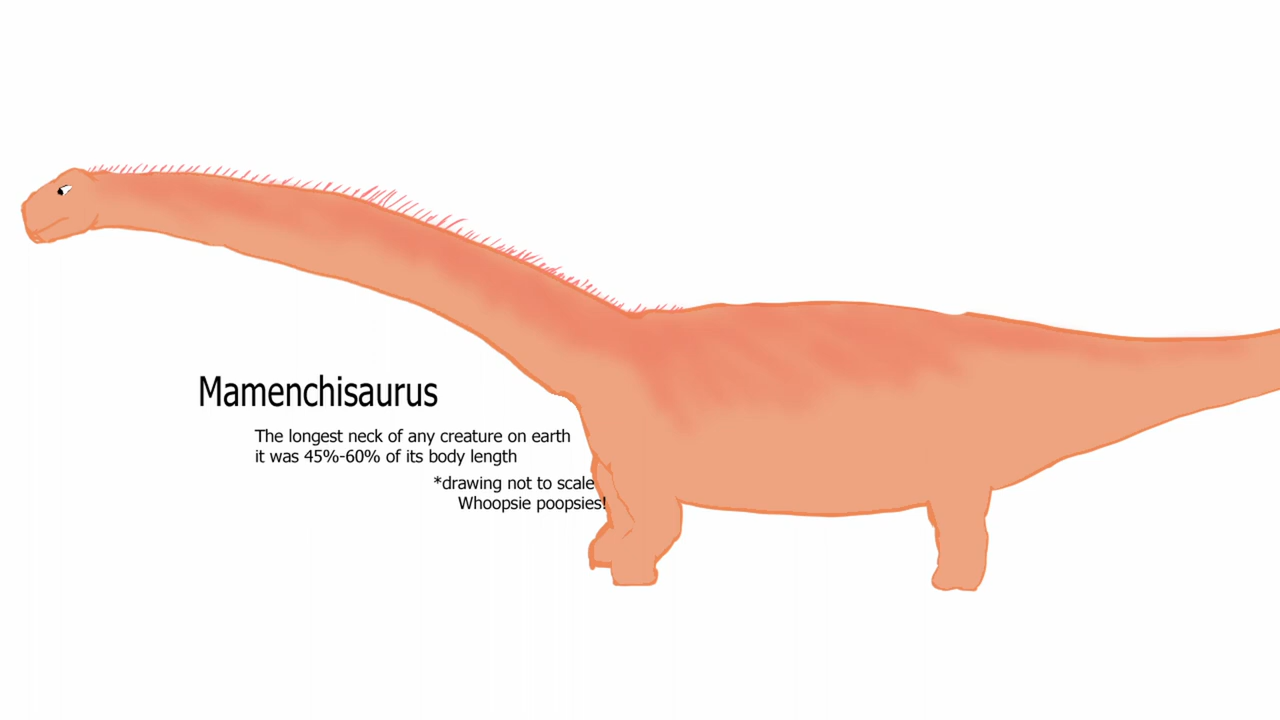 Mamenchisaurus
The longest neck of any creature on earth
it was 45%-60% of its body length
*drawing not to scale
Whoopsie poopsies!